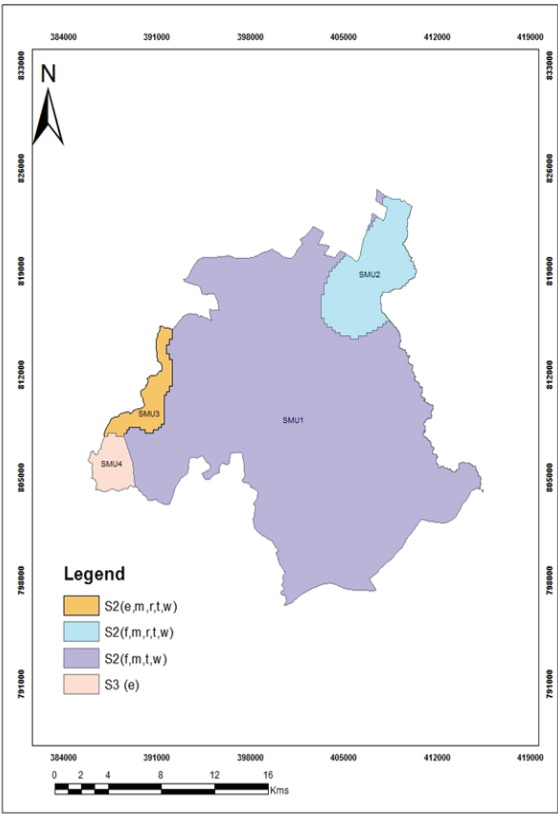 384000 391000 398000 405000 412000 419000
833000 833000
N
826000 826000
819000 819000
SMU2
812000 812000
SMU3
SMU1
SMU4
805000 805000
Legend
798000 798000
S2(e,m,r,t,w)
S2(f,m,r,t,w)
S2(f,m,t,w)
S3 (e)
791000 791000
384000 391000 398000 405000 412000 419000
0 2 4 8 12 16
Kms